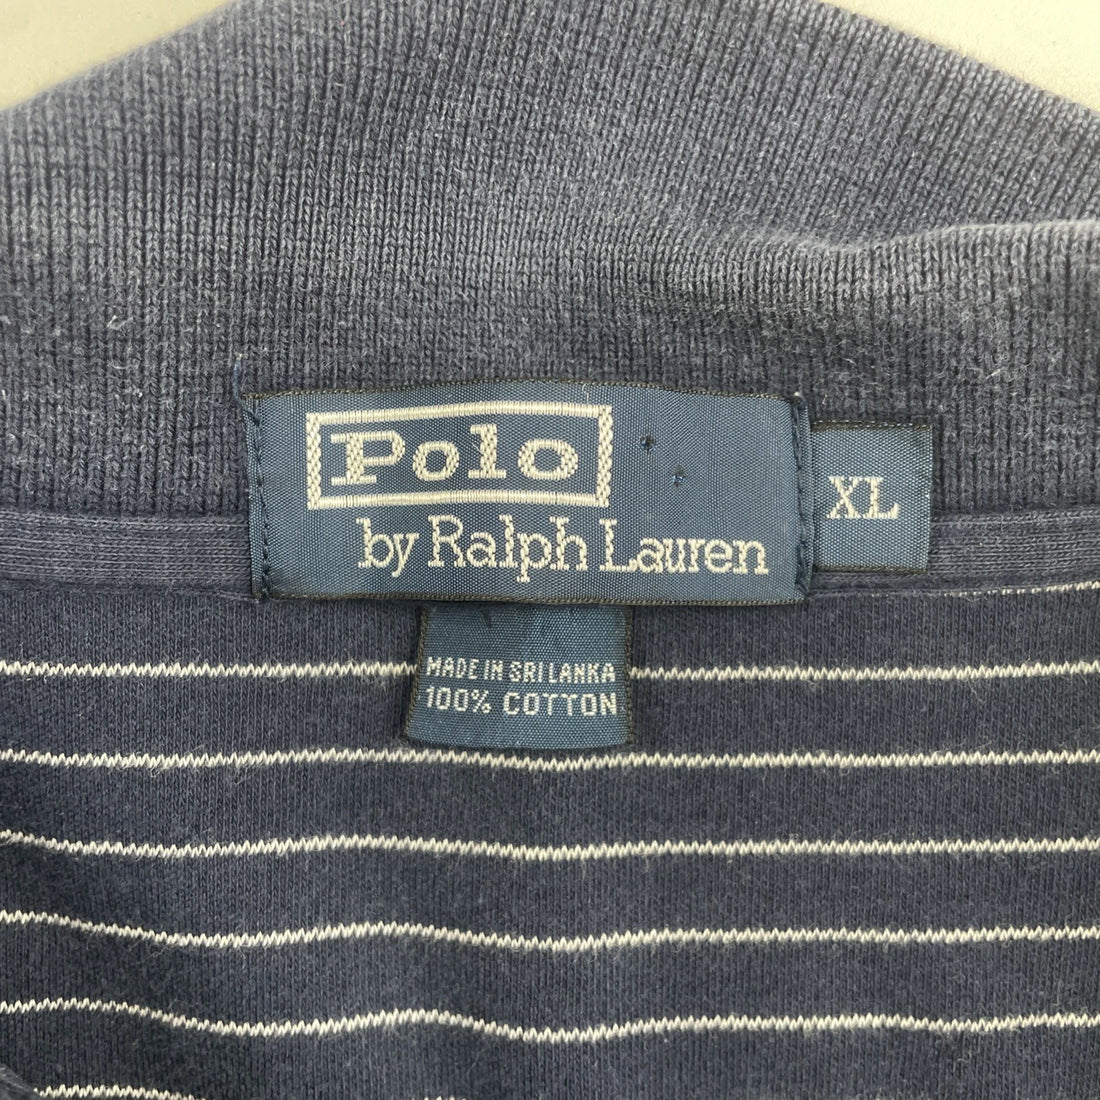 Polo
by Ralph Lauren
XL
MADE IN SRI LANKA
100% COTTON